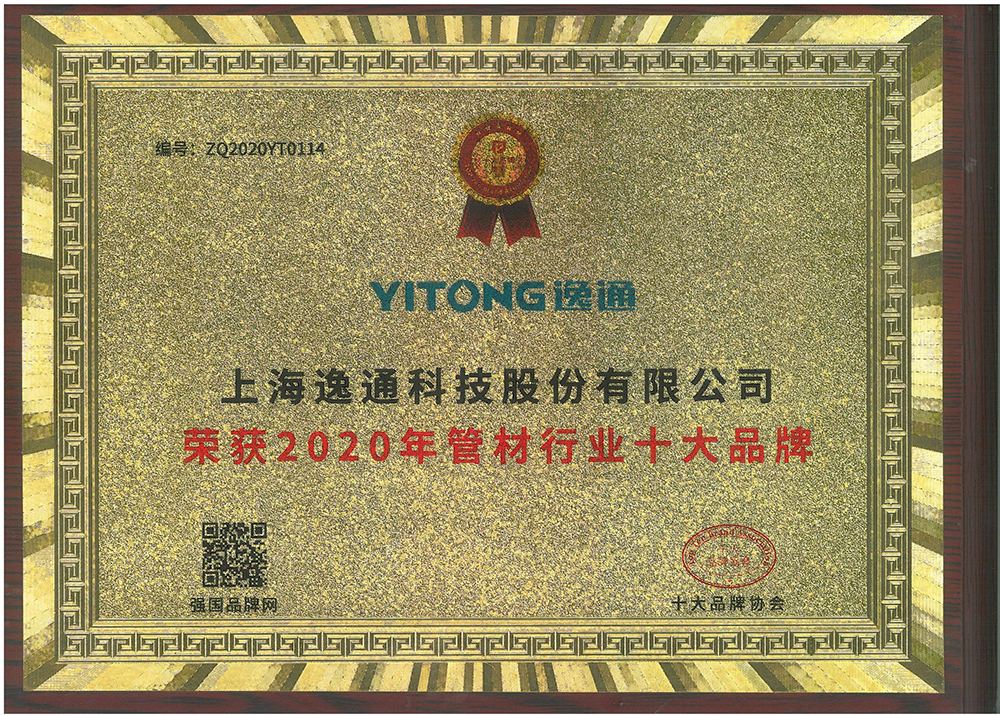 编号：ZQ2020YT0114
YITONG逸通
上海逸通科技股份有限公司
荣获2020年管材行业十大品牌
强国品牌网
十大品牌协会